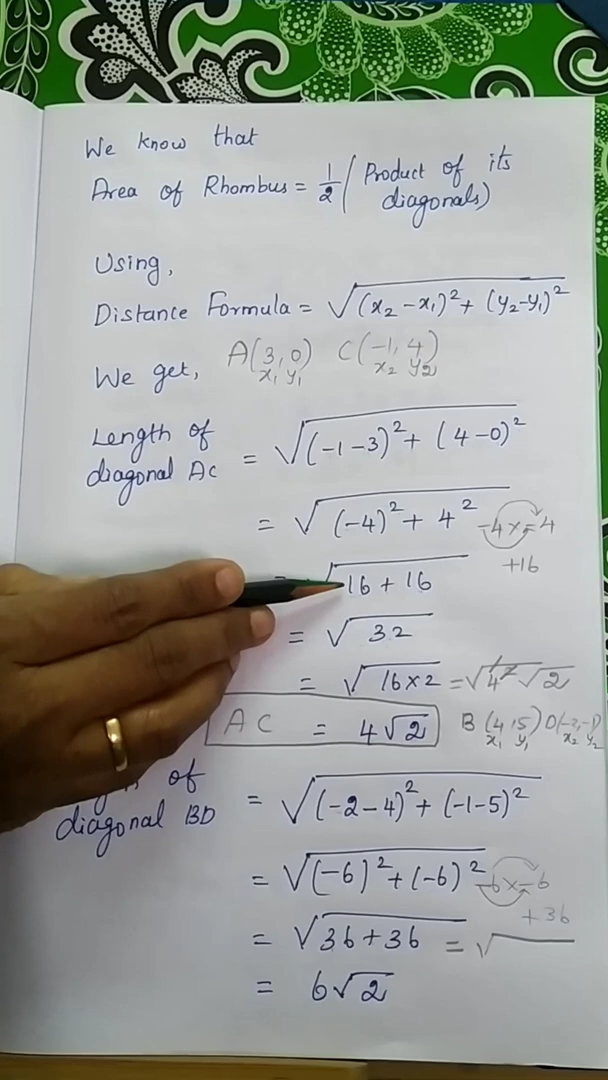 We know that
Area of Rhombus = 1/2 (Product of its diagonals)
Using,
Distance Formula = √(x₂-x₁)² + (y₂-y₁)²
We get, A(3,0) C(-1,4)
x₁ y₁ x₂ y₂
Length of diagonal AC = √(-1-3)² + (4-0)²
= √(-4)² + 4² -4×-4
+16
16 + 16
= √32
= √16×2 = √4² √2
AC = 4√2 B(4,5) D(-2,-1)
x₁ y₁ x₂ y₂
of
diagonal BD = √(-2-4)² + (-1-5)²
= √(-6)² + (-6)² -6×-6
+36
= √36+36 = √
= 6√2